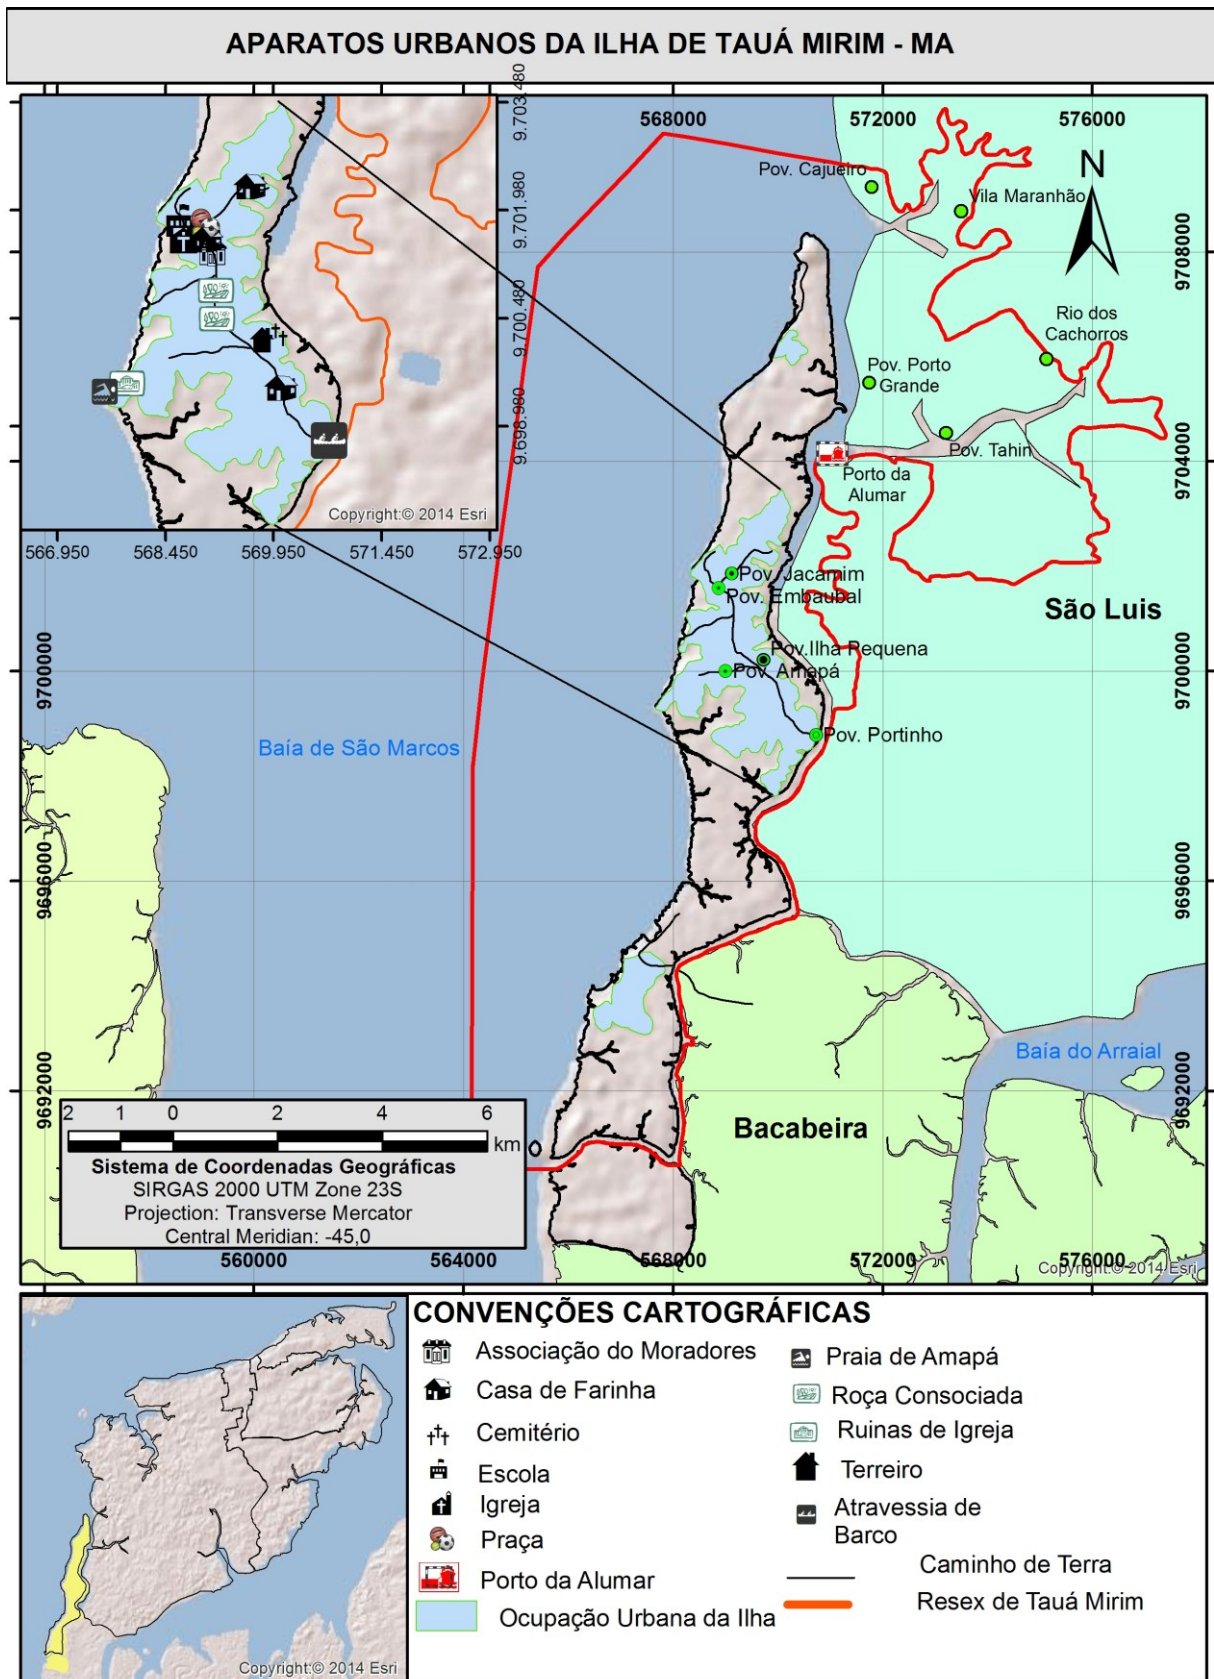 APARATOS URBANOS DA ILHA DE TAUÁ MIRIM - MA
9.703.480
9.701.980
9.700.480
9.698.980
Copyright:© 2014 Esri
566.950
568.450
569.950
571.450
572.950
568000
572000
576000
N
Pov. Cajueiro
Vila Maranhão
9708000
Rio dos
Cachorros
Pov. Porto
Grande
Pov. Tahin
9704000
Porto da
Alumar
Pov. Jacamim
Pov. Embaubal
São Luis
Pov.Ilha Pequena
Pov. Amapá
9700000
9700000
Pov. Portinho
Baía de São Marcos
9696000
9696000
Baía do Arraial
9692000
9692000
Bacabeira
2 1 0 2 4 6
km
Sistema de Coordenadas Geográficas
SIRGAS 2000 UTM Zone 23S
Projection: Transverse Mercator
Central Meridian: -45,0
560000
564000
568000
572000
576000
Copyright:© 2014 Esri
CONVENÇÕES CARTOGRÁFICAS
Associação do Moradores
Casa de Farinha
Cemitério
Escola
Igreja
Praça
Porto da Alumar
Ocupação Urbana da Ilha
Praia de Amapá
Roça Consociada
Ruinas de Igreja
Terreiro
Atravessia de
Barco
Caminho de Terra
Resex de Tauá Mirim
Copyright:© 2014 Esri